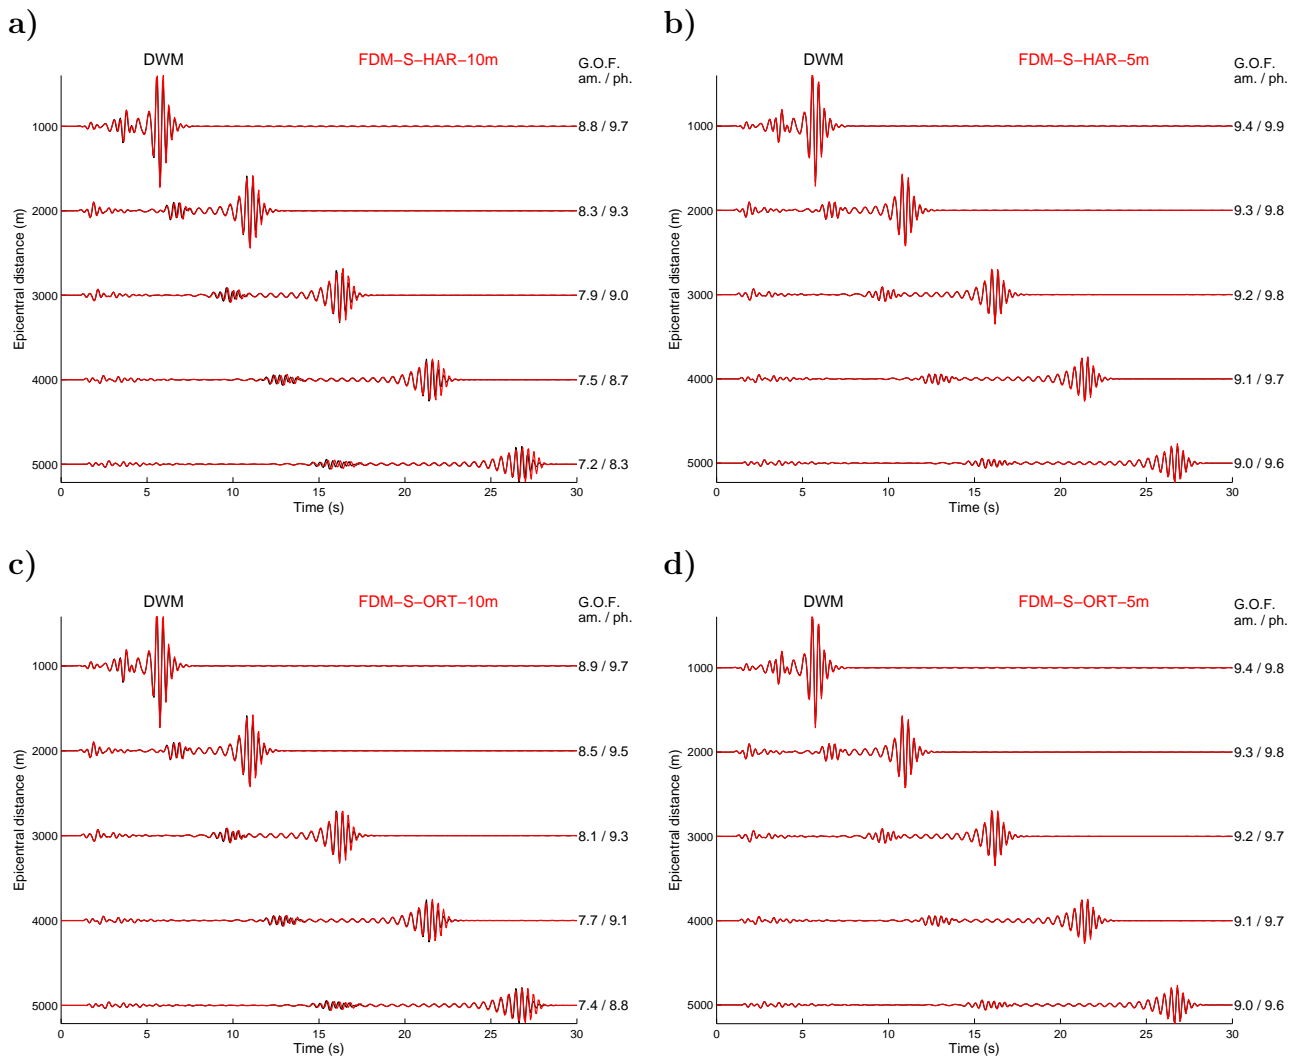 a)
DWM
FDM–S–HAR–10m
G.O.F.
am. / ph.
Epicentral distance (m)
1000
8.8 / 9.7
2000
8.3 / 9.3
3000
7.9 / 9.0
4000
7.5 / 8.7
5000
7.2 / 8.3
0 5 10 15 20 25 30
Time (s)
b)
DWM
FDM–S–HAR–5m
G.O.F.
am. / ph.
Epicentral distance (m)
1000
9.4 / 9.9
2000
9.3 / 9.8
3000
9.2 / 9.8
4000
9.1 / 9.7
5000
9.0 / 9.6
0 5 10 15 20 25 30
Time (s)
c)
DWM
FDM–S–ORT–10m
G.O.F.
am. / ph.
Epicentral distance (m)
1000
8.9 / 9.7
2000
8.5 / 9.5
3000
8.1 / 9.3
4000
7.7 / 9.1
5000
7.4 / 8.8
0 5 10 15 20 25 30
Time (s)
d)
DWM
FDM–S–ORT–5m
G.O.F.
am. / ph.
Epicentral distance (m)
1000
9.4 / 9.8
2000
9.3 / 9.8
3000
9.2 / 9.7
4000
9.1 / 9.7
5000
9.0 / 9.6
0 5 10 15 20 25 30
Time (s)